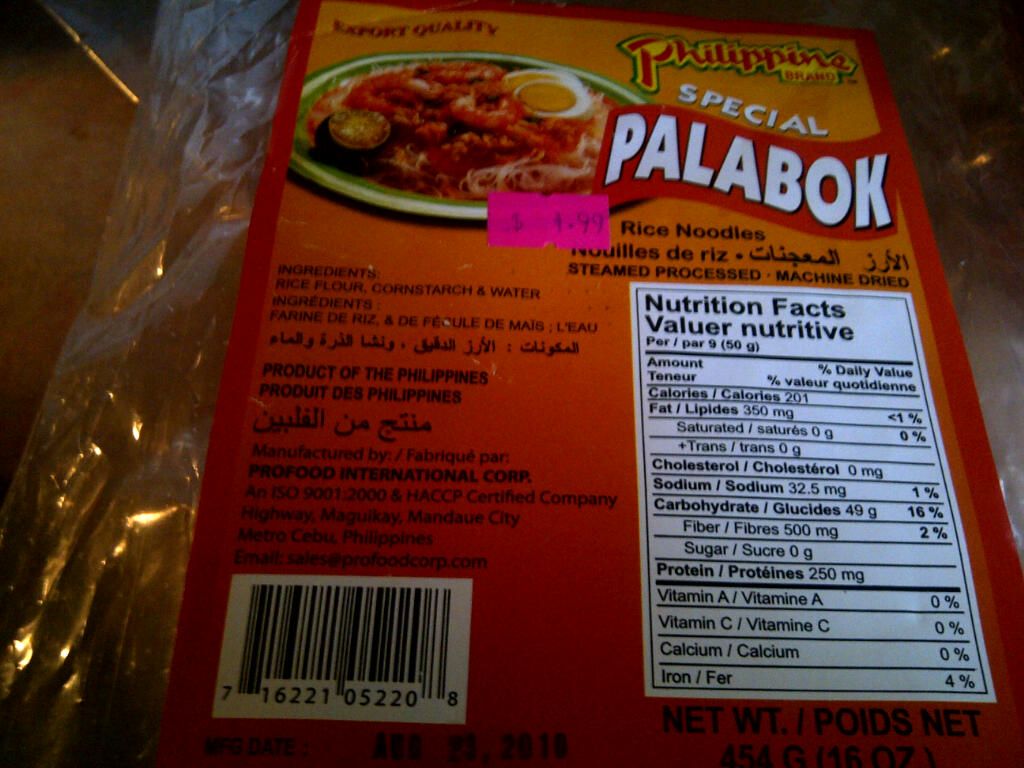 EXPORT QUALITY
Philippine
BRAND
SPECIAL
PALABOK
$ 1.99
Rice Noodles
Nouilles de riz • الأرز المعجنات
STEAMED PROCESSED · MACHINE DRIED
INGREDIENTS:
RICE FLOUR, CORNSTARCH & WATER
INGRÉDIENTS :
FARINE DE RIZ, & DE FÉCULE DE MAÏS ; L'EAU
المكونات : الأرز الدقيق ، ونشا الذرة والماء
PRODUCT OF THE PHILIPPINES
PRODUIT DES PHILIPPINES
منتج من الفلبين
Manufactured by: / Fabriqué par:
PROFOOD INTERNATIONAL CORP.
An ISO 9001:2000 & HACCP Certified Company
Highway, Maguikay, Mandaue City
Metro Cebu, Philippines
Email: sales@profoodcorp.com
7 16221 05220 8
MFG.DATE : AUG 23, 2010
Nutrition Facts
Valuer nutritive
Per / par 9 (50 g)
Amount % Daily Value
Teneur % valeur quotidienne
Calories / Calories 201
Fat / Lipides 350 mg <1 %
Saturated / saturés 0 g 0 %
+Trans / trans 0 g
Cholesterol / Cholestérol 0 mg
Sodium / Sodium 32.5 mg 1 %
Carbohydrate / Glucides 49 g 16 %
Fiber / Fibres 500 mg 2 %
Sugar / Sucre 0 g
Protein / Protéines 250 mg
Vitamin A / Vitamine A 0 %
Vitamin C / Vitamine C 0 %
Calcium / Calcium 0 %
Iron / Fer 4 %
NET WT. / POIDS NET
454 G (16 OZ.)